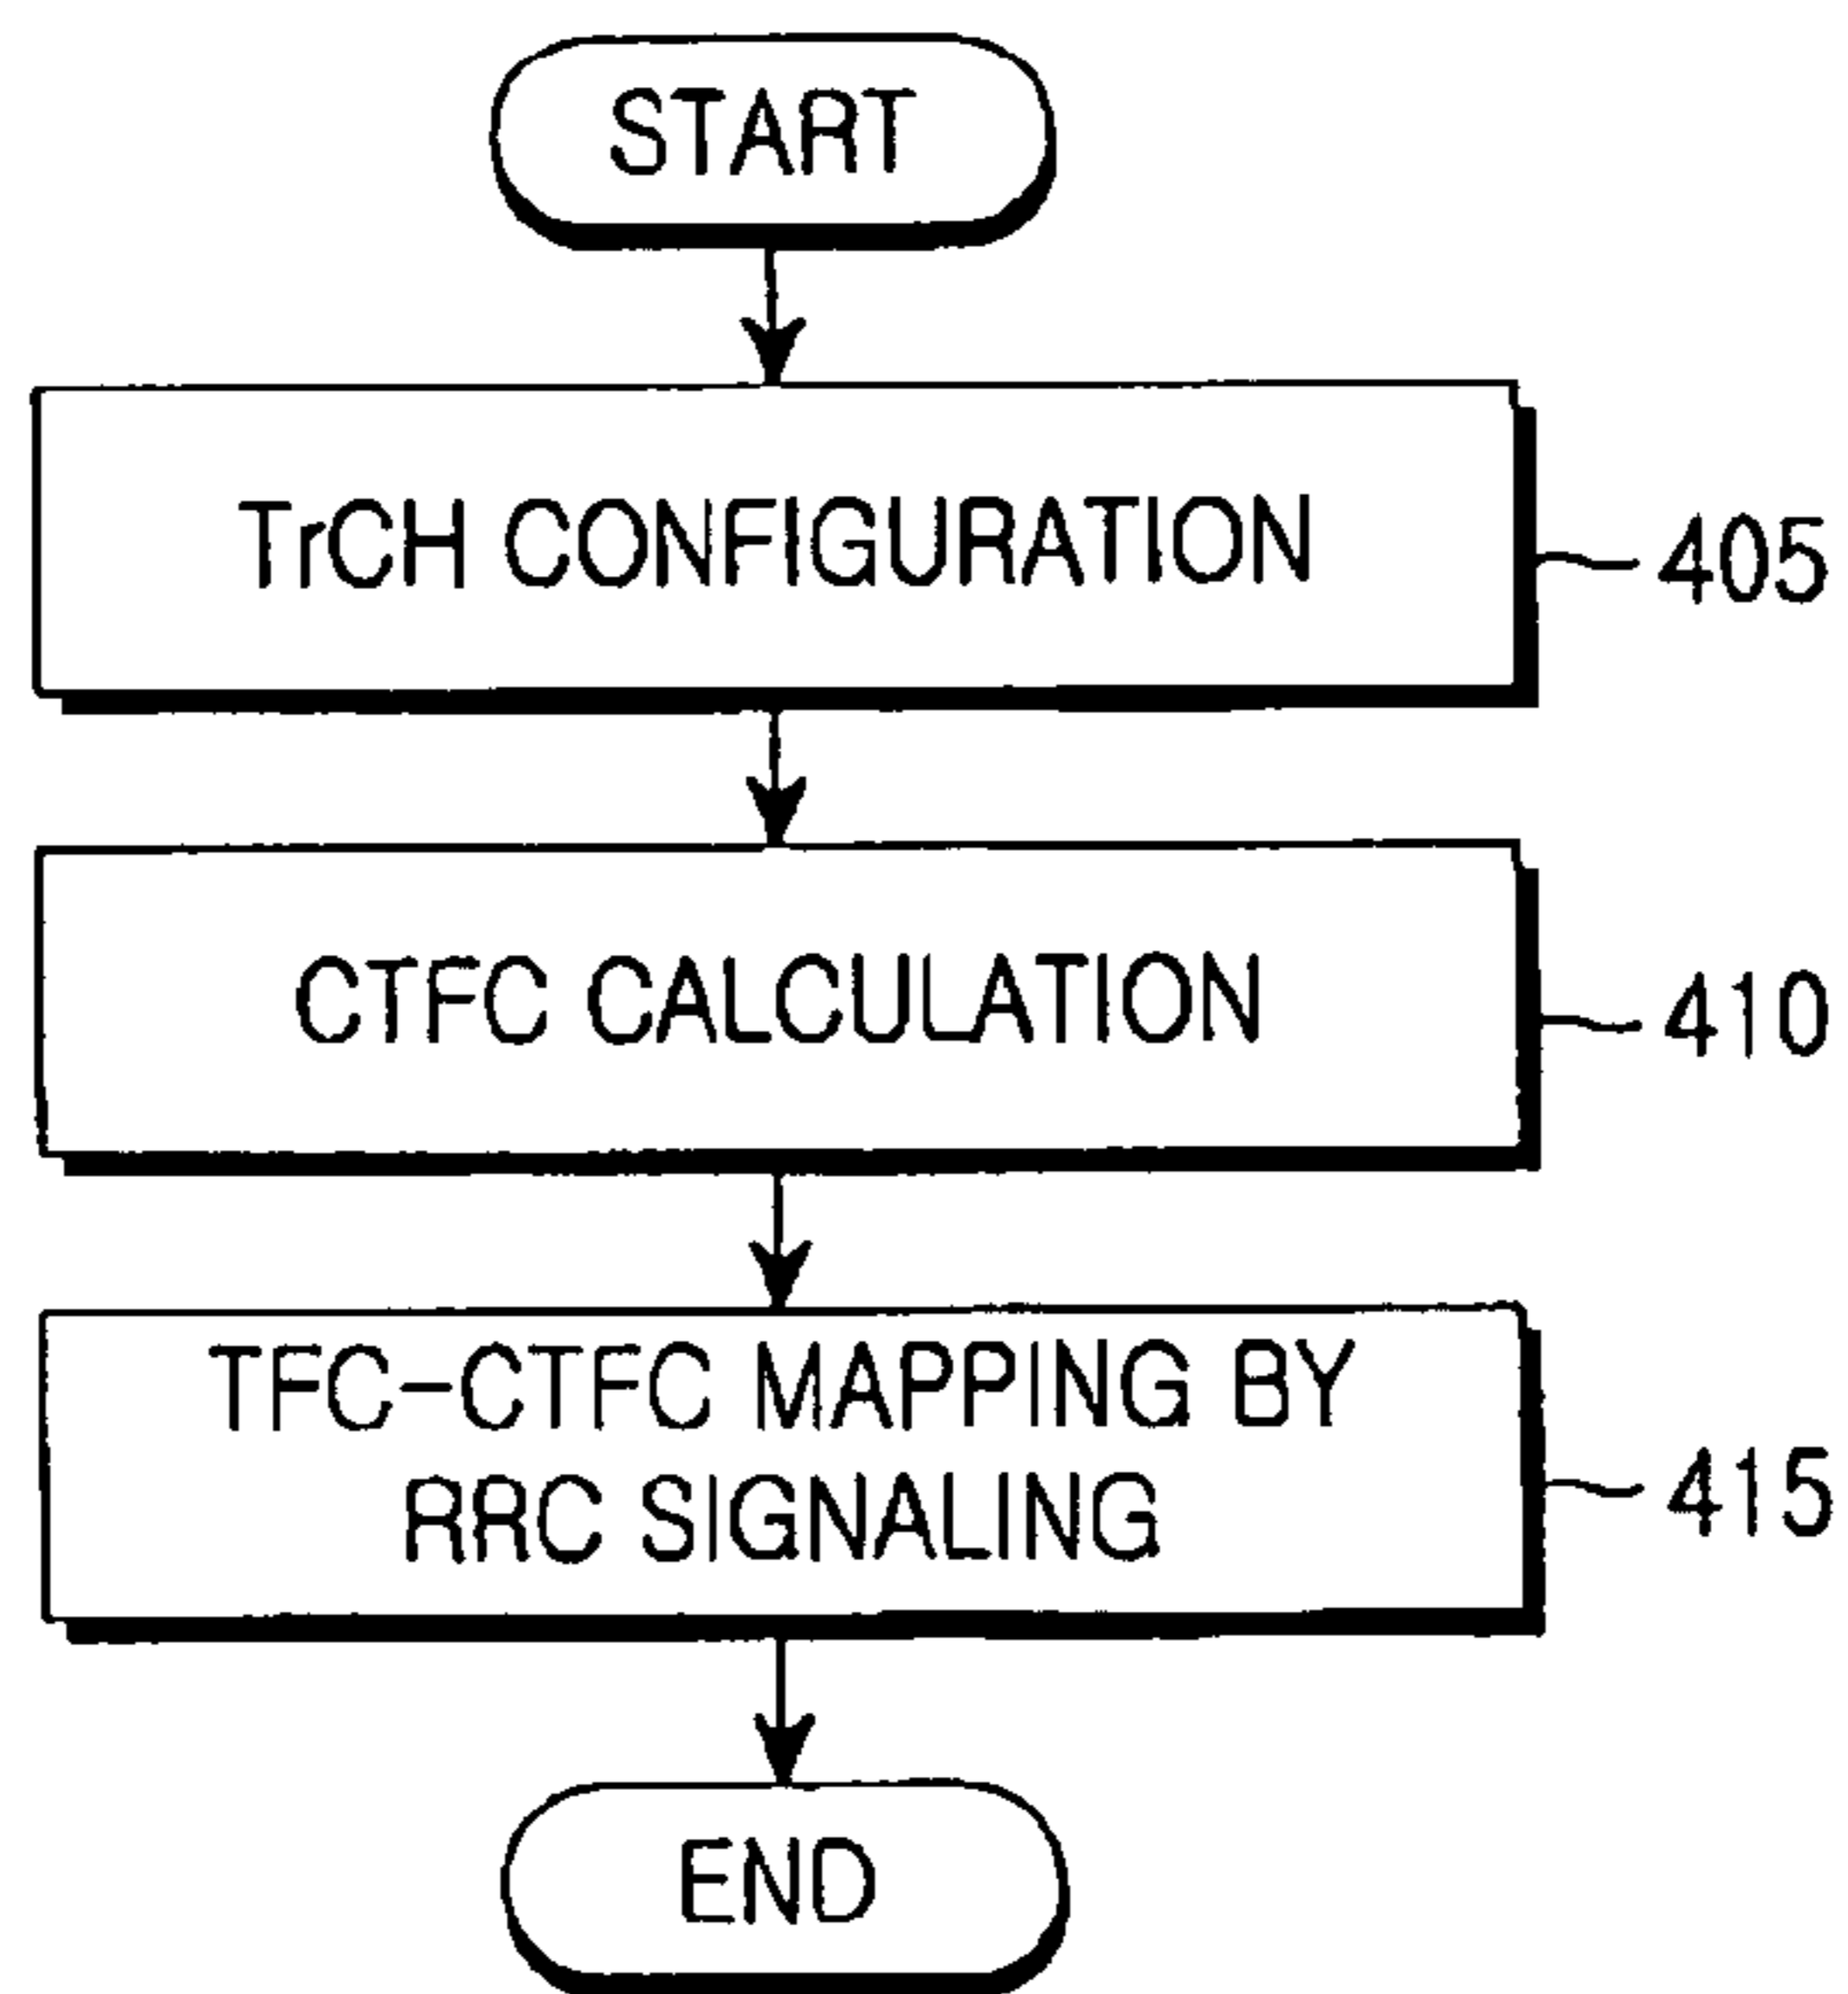 START
TrCH CONFIGURATION
405
CTFC CALCULATION
410
TFC-CTFC MAPPING BY
RRC SIGNALING
415
END